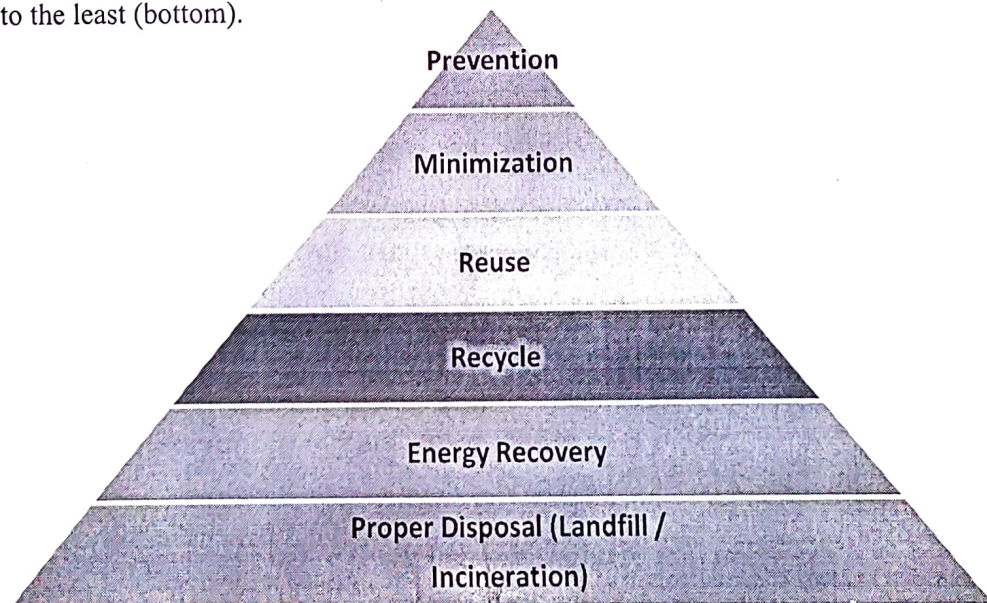 to the least (bottom).
Prevention
Minimization
Reuse
Recycle
Energy Recovery
Proper Disposal (Landfill /
Incineration)